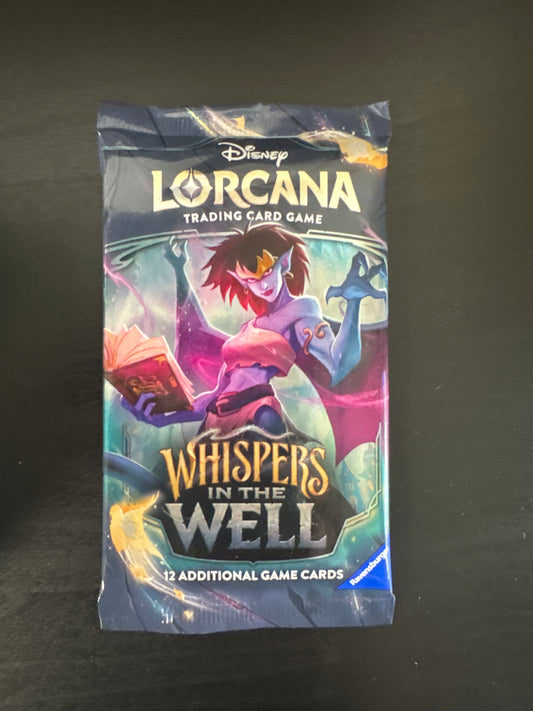 Disney
LORCANA
TRADING CARD GAME
WHISPERS
IN THE
WELL
12 ADDITIONAL GAME CARDS
Ravensburger